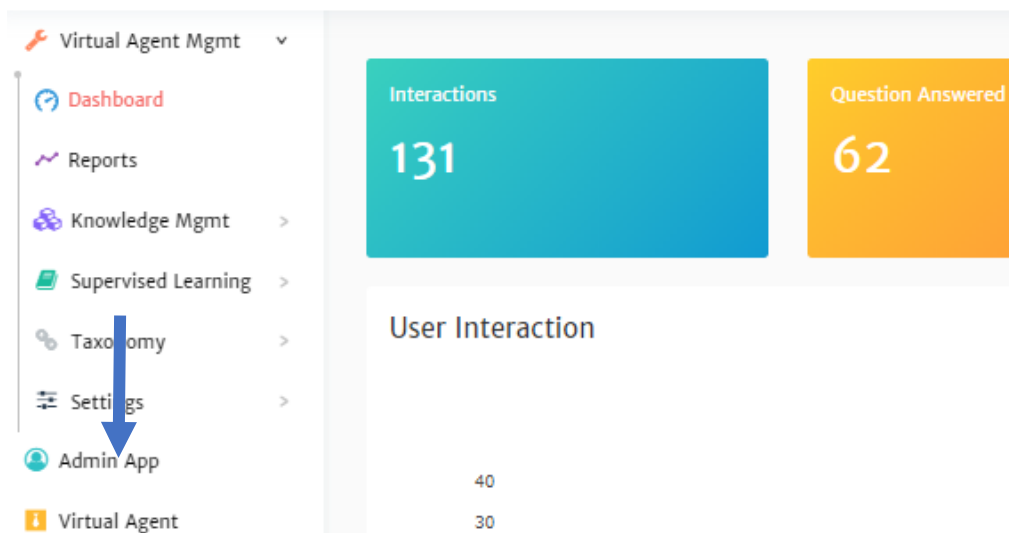 Virtual Agent Mgmt
Dashboard
Reports
Knowledge Mgmt
Supervised Learning
Taxonomy
Settings
Admin App
Virtual Agent
Interactions
131
Question Answered
62
User Interaction
40
30